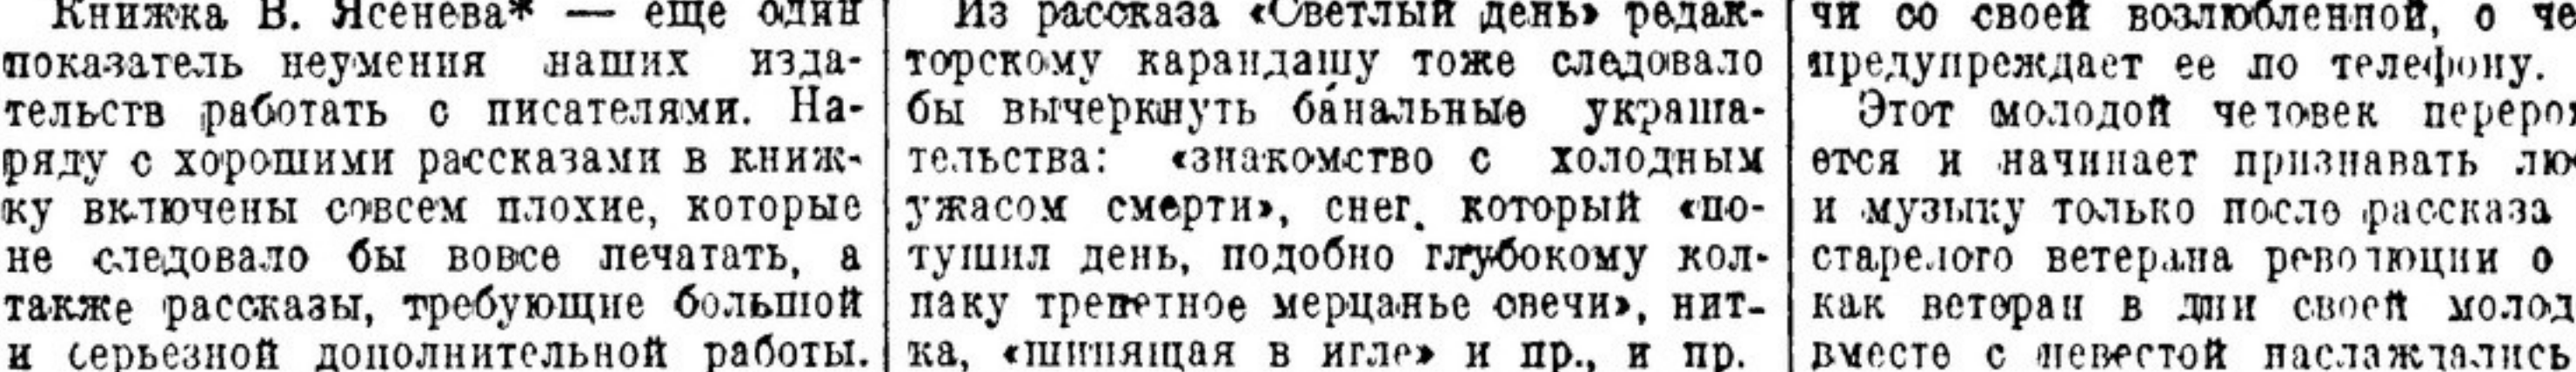 Книжка В. Ясенева* — еще один
показатель неумения наших изда-
тельств работать с писателями. На-
ряду с хорошими рассказами в книж-
ку включены совсем плохие, которые
не следовало бы вовсе печатать, а
также рассказы, требующие большой
и серьезной дополнительной работы.
Из рассказа «Светлый день» редак-
торскому карандашу тоже следовало
бы вычеркнуть ба́нальные украша-
тельства: «знакомство с холодным
ужасом смерти», снег, который «по-
тушил день, подобно глубокому кол-
паку трепетное мерцанье свечи», нит-
ка, «шипящая в игле» и пр., и пр.
чи со своей возлюбленной, о че
предупреждает ее по телефону.
Этот молодой человек переро
ется и начинает признавать лю
и музыку только после рассказа
старелого ветерана революции о
как ветеран в дни своей молод
вместе с невестой наслаждались